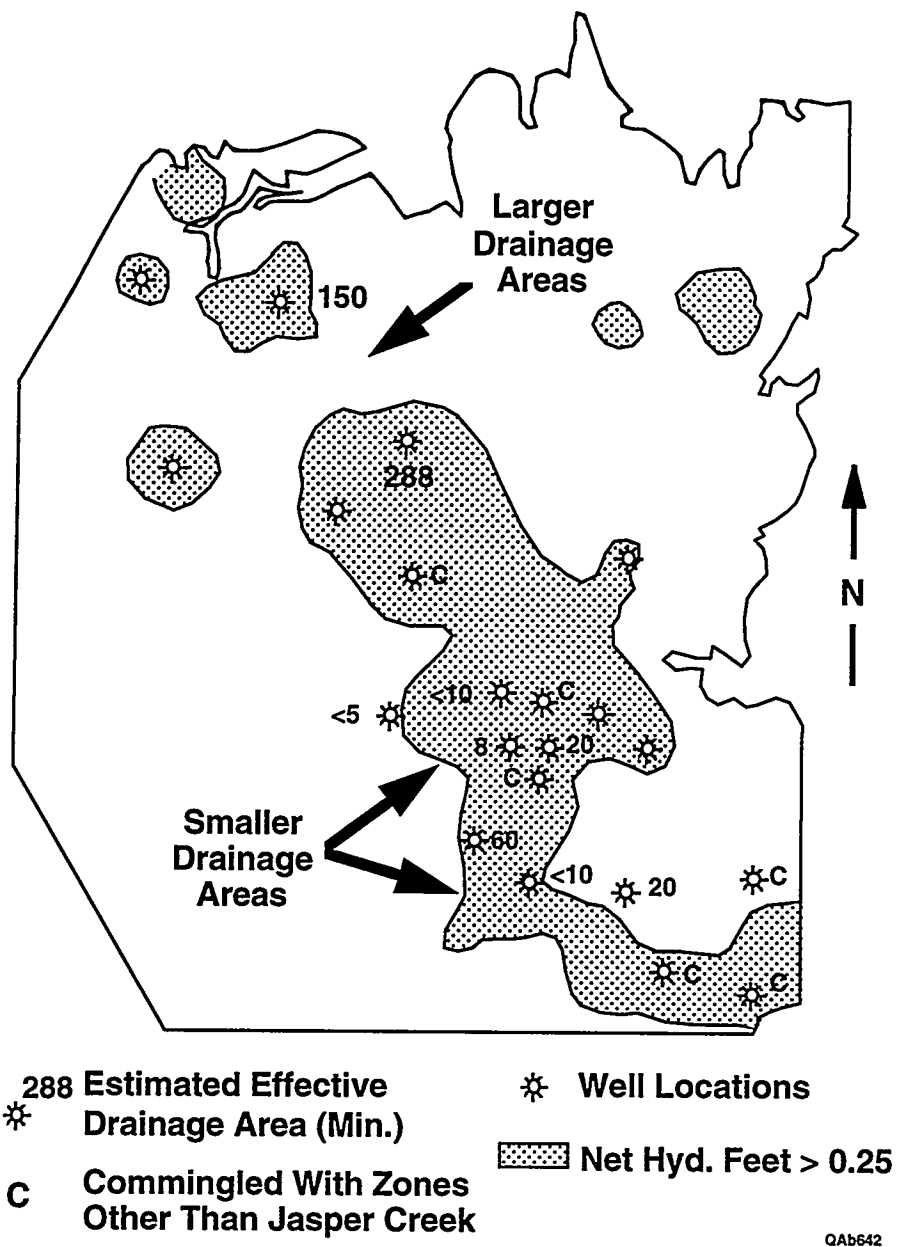 Larger
Drainage
Areas
150
288
C
<10
C
<5
8
20
C
Smaller
Drainage
Areas
60
<10
20
C
C
C
N
288 Estimated Effective
Drainage Area (Min.)
C Commingled With Zones
Other Than Jasper Creek
Well Locations
Net Hyd. Feet > 0.25
QAb642